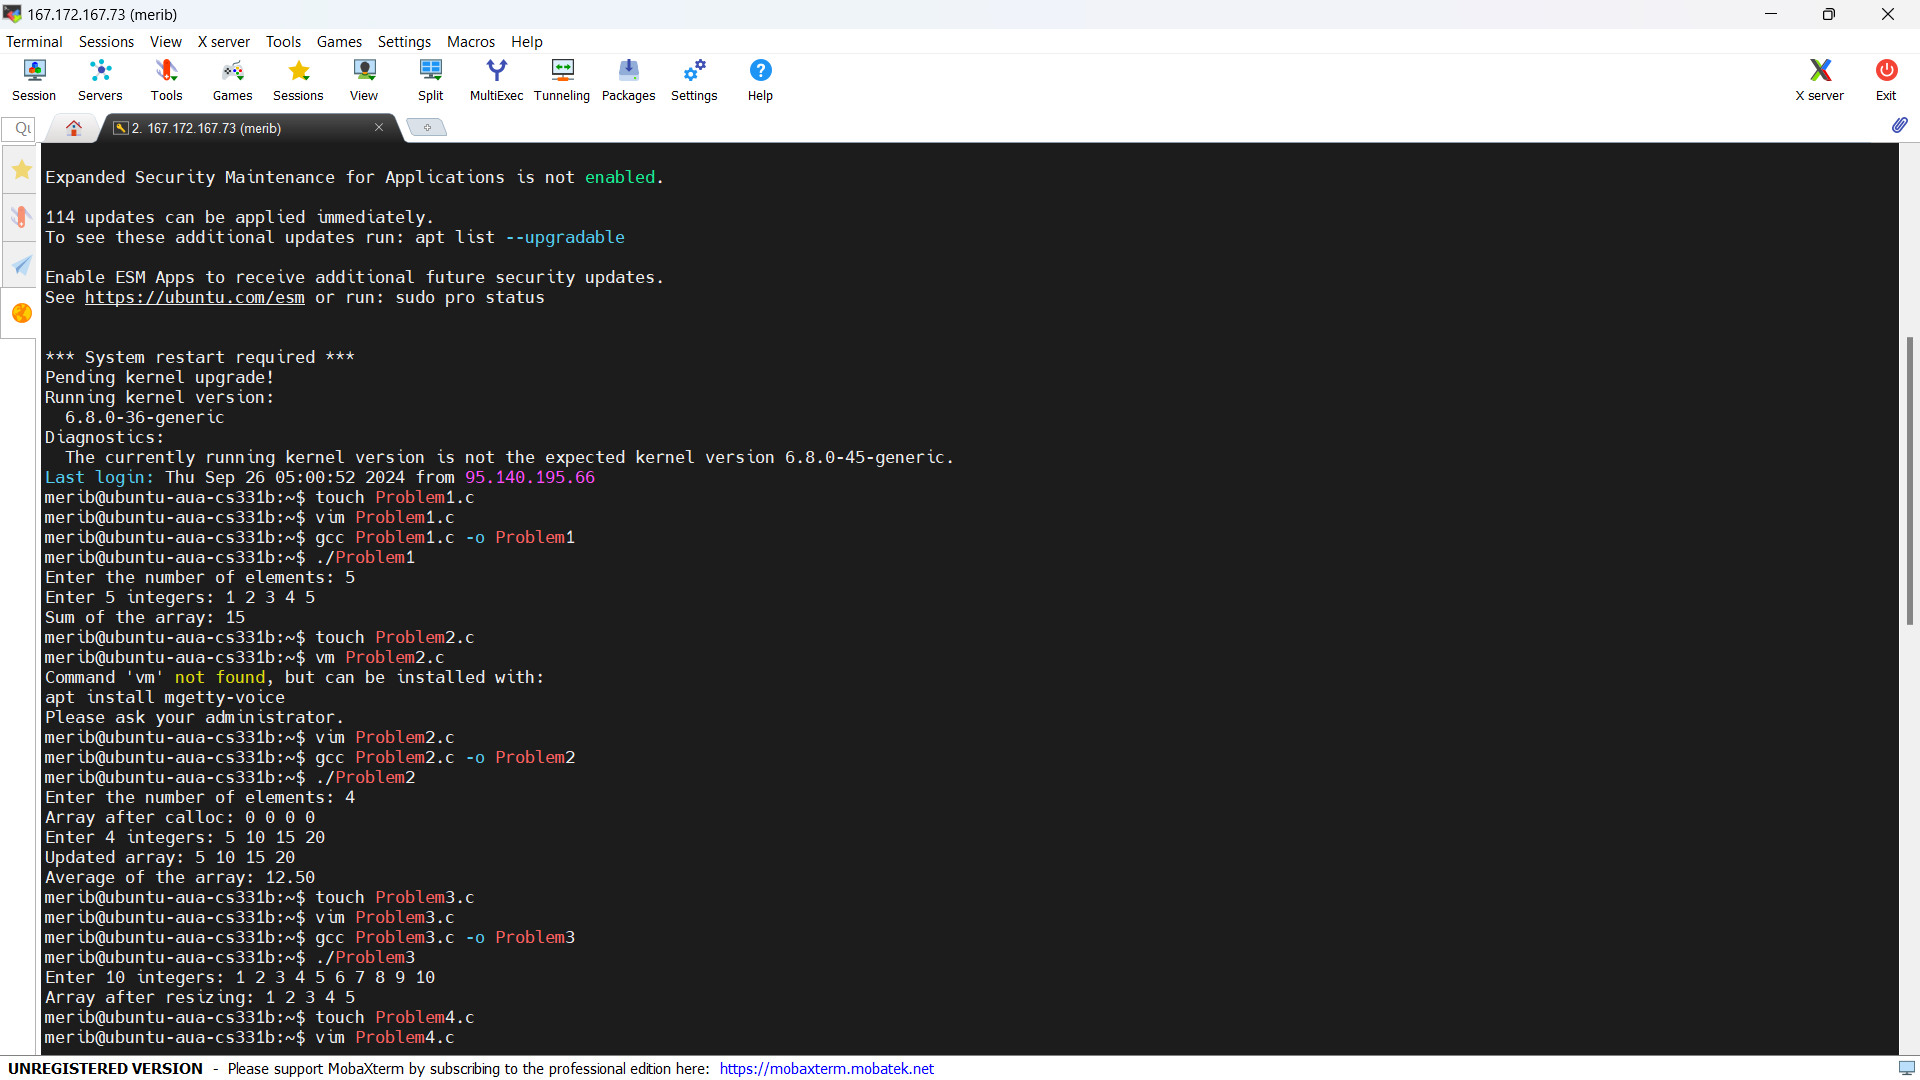 167.172.167.73 (merib)
Terminal Sessions View X server Tools Games Settings Macros Help
Session Servers Tools Games Sessions View Split MultiExec Tunneling Packages Settings Help X server Exit
2. 167.172.167.73 (merib)
Expanded Security Maintenance for Applications is not enabled.
114 updates can be applied immediately.
To see these additional updates run: apt list --upgradable
Enable ESM Apps to receive additional future security updates.
See https://ubuntu.com/esm or run: sudo pro status
*** System restart required ***
Pending kernel upgrade!
Running kernel version:
6.8.0-36-generic
Diagnostics:
The currently running kernel version is not the expected kernel version 6.8.0-45-generic.
Last login: Thu Sep 26 05:00:52 2024 from 95.140.195.66
merib@ubuntu-aua-cs331b:~$ touch Problem1.c
merib@ubuntu-aua-cs331b:~$ vim Problem1.c
merib@ubuntu-aua-cs331b:~$ gcc Problem1.c -o Problem1
merib@ubuntu-aua-cs331b:~$ ./Problem1
Enter the number of elements: 5
Enter 5 integers: 1 2 3 4 5
Sum of the array: 15
merib@ubuntu-aua-cs331b:~$ touch Problem2.c
merib@ubuntu-aua-cs331b:~$ vm Problem2.c
Command 'vm' not found, but can be installed with:
apt install mgetty-voice
Please ask your administrator.
merib@ubuntu-aua-cs331b:~$ vim Problem2.c
merib@ubuntu-aua-cs331b:~$ gcc Problem2.c -o Problem2
merib@ubuntu-aua-cs331b:~$ ./Problem2
Enter the number of elements: 4
Array after calloc: 0 0 0 0
Enter 4 integers: 5 10 15 20
Updated array: 5 10 15 20
Average of the array: 12.50
merib@ubuntu-aua-cs331b:~$ touch Problem3.c
merib@ubuntu-aua-cs331b:~$ vim Problem3.c
merib@ubuntu-aua-cs331b:~$ gcc Problem3.c -o Problem3
merib@ubuntu-aua-cs331b:~$ ./Problem3
Enter 10 integers: 1 2 3 4 5 6 7 8 9 10
Array after resizing: 1 2 3 4 5
merib@ubuntu-aua-cs331b:~$ touch Problem4.c
merib@ubuntu-aua-cs331b:~$ vim Problem4.c
UNREGISTERED VERSION - Please support MobaXterm by subscribing to the professional edition here: https://mobaxterm.mobatek.net